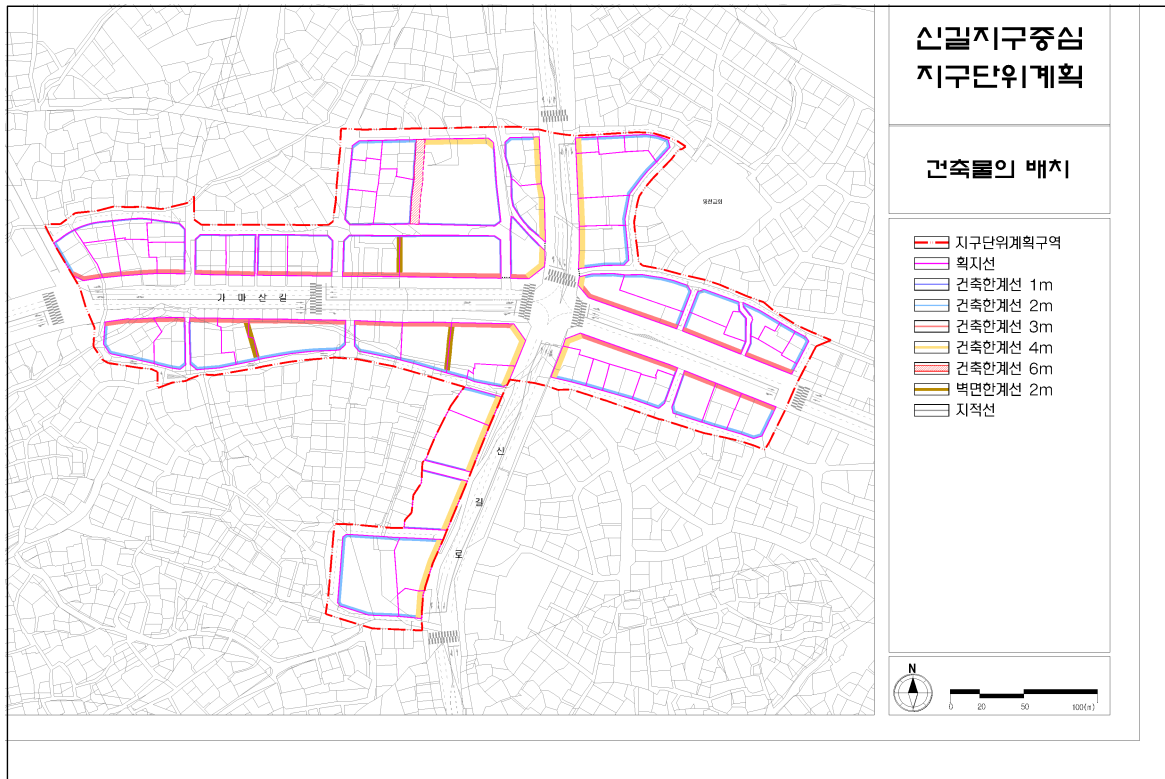 신길지구중심
지구단위계획
건축물의 배치
지구단위계획구역
획지선
건축한계선 1m
건축한계선 2m
건축한계선 3m
건축한계선 4m
건축한계선 6m
벽면한계선 2m
지적선
가 마 산 길
신
길
로
N
0 20 50 100(m)